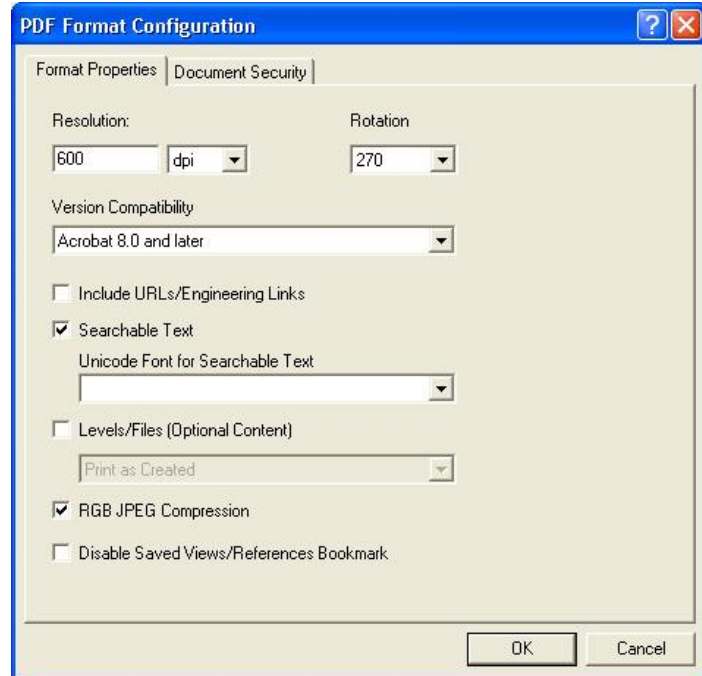 PDF Format Configuration
Format Properties Document Security
Resolution: Rotation
600 dpi 270
Version Compatibility
Acrobat 8.0 and later
Include URLs/Engineering Links
Searchable Text
Unicode Font for Searchable Text
Levels/Files (Optional Content)
Print as Created
RGB JPEG Compression
Disable Saved Views/References Bookmark
OK Cancel